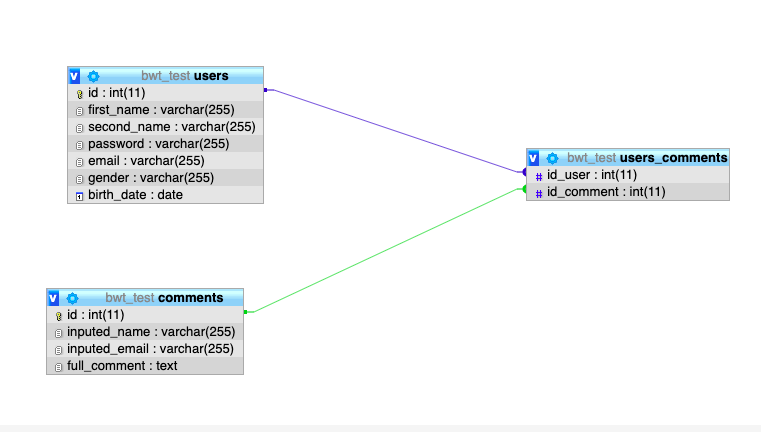 bwt_test users
id : int(11)
first_name : varchar(255)
second_name : varchar(255)
password : varchar(255)
email : varchar(255)
gender : varchar(255)
birth_date : date
bwt_test users_comments
id_user : int(11)
id_comment : int(11)
bwt_test comments
id : int(11)
inputed_name : varchar(255)
inputed_email : varchar(255)
full_comment : text